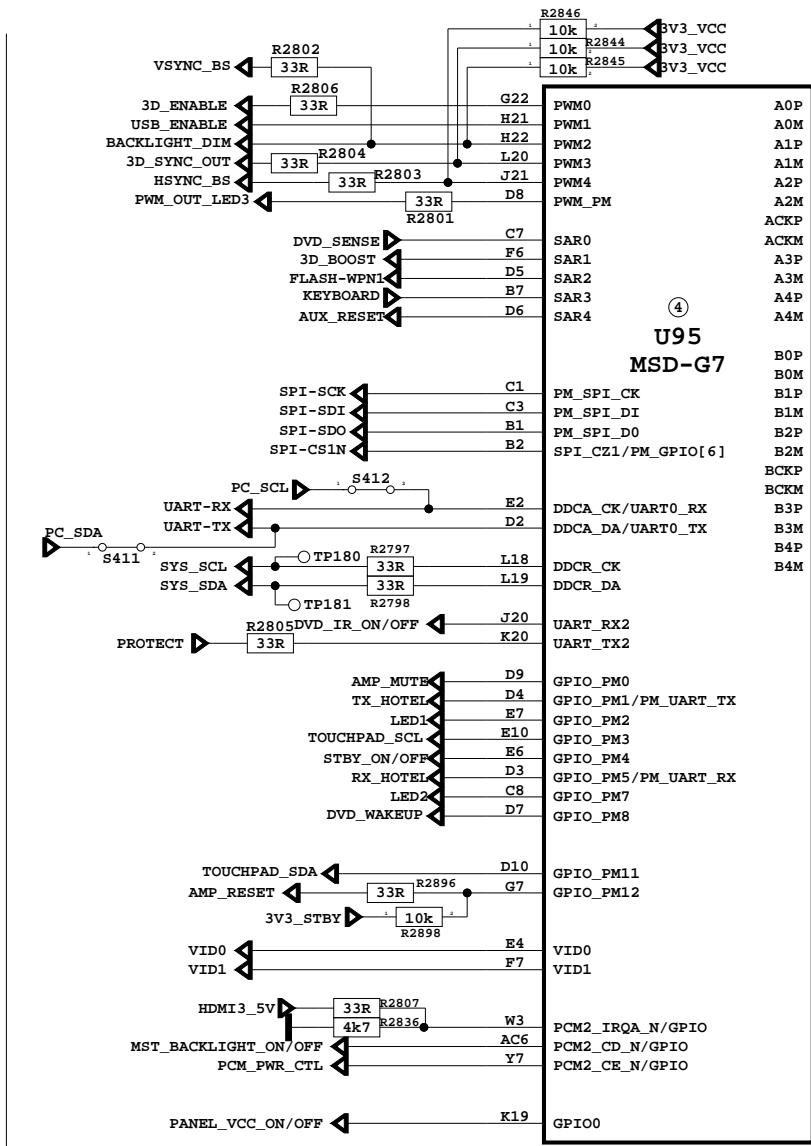 R2846
10k
3V3_VCC
10k R2844 3V3_VCC
10k R2845 3V3_VCC
R2802
VSYNC_BS 33R
R2806
3D_ENABLE 33R G22 PWM0 A0P
USB_ENABLE H21 PWM1 A0M
BACKLIGHT_DIM H22 PWM2 A1P
3D_SYNC_OUT 33R R2804 L20 PWM3 A1M
HSYNC_BS 33R R2803 J21 PWM4 A2P
PWM_OUT_LED3 33R D8 PWM_PM A2M
R2801
ACKP
DVD_SENSE C7 SAR0 ACKM
3D_BOOST F6 SAR1 A3P
FLASH-WPN1 D5 SAR2 A3M
KEYBOARD B7 SAR3 A4P
AUX_RESET D6 SAR4 A4M
4
U95
MSD-G7
B0P
B0M
SPI-SCK C1 PM_SPI_CK B1P
SPI-SDI C3 PM_SPI_DI B1M
SPI-SDO B1 PM_SPI_D0 B2P
SPI-CS1N B2 SPI_CZ1/PM_GPIO[6] B2M
BCKP
PC_SCL 1 S412 2 BCKM
UART-RX E2 DDCA_CK/UART0_RX B3P
UART-TX D2 DDCA_DA/UART0_TX B3M
PC_SDA 1 S411 2 B4P
SYS_SCL TP180 R2797 33R L18 DDCR_CK B4M
SYS_SDA 33R L19 DDCR_DA
TP181 R2798
R2805 DVD_IR_ON/OFF J20 UART_RX2
PROTECT 33R K20 UART_TX2
AMP_MUTE D9 GPIO_PM0
TX_HOTEL D4 GPIO_PM1/PM_UART_TX
LED1 E7 GPIO_PM2
TOUCHPAD_SCL E10 GPIO_PM3
STBY_ON/OFF E6 GPIO_PM4
RX_HOTEL D3 GPIO_PM5/PM_UART_RX
LED2 C8 GPIO_PM7
DVD_WAKEUP D7 GPIO_PM8
TOUCHPAD_SDA D10 GPIO_PM11
AMP_RESET 33R R2896 G7 GPIO_PM12
3V3_STBY 1 10k 2
R2898
VID0 E4 VID0
VID1 F7 VID1
HDMI3_5V 33R R2807
4k7 R2836 W3 PCM2_IRQA_N/GPIO
MST_BACKLIGHT_ON/OFF AC6 PCM2_CD_N/GPIO
PCM_PWR_CTL Y7 PCM2_CE_N/GPIO
PANEL_VCC_ON/OFF K19 GPIO0